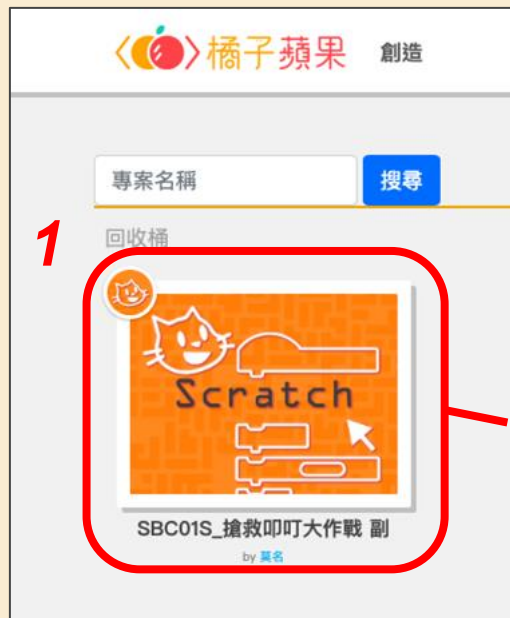 橘子蘋果 創造
專案名稱 搜尋
回收桶
1
Scratch
SBC01S_搶救叩叮大作戰 副
by 莫名